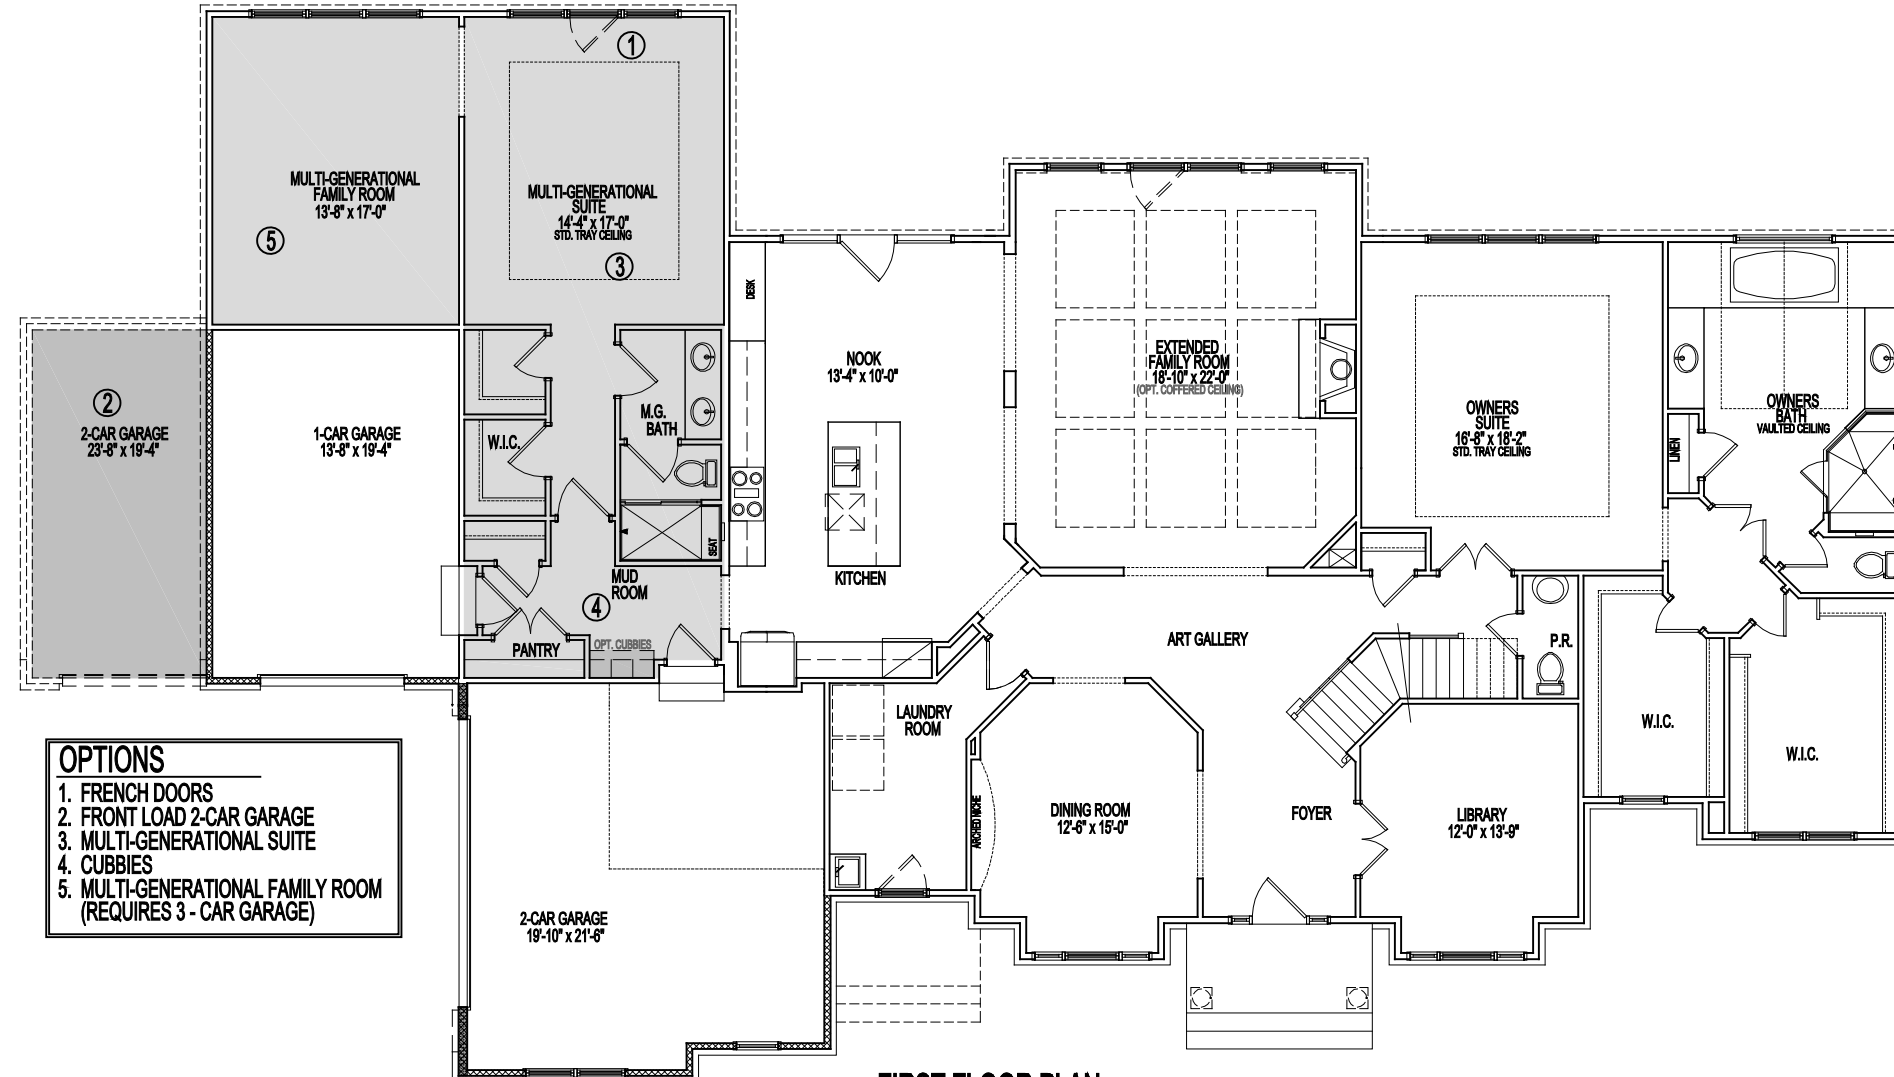 1
MULTI-GENERATIONAL
FAMILY ROOM
13'-8" x 17'-0"
5
MULTI-GENERATIONAL
SUITE
14'-4" x 17'-0"
STD. TRAY CEILING
3
DESK
NOOK
13'-4" x 10'-0"
EXTENDED
FAMILY ROOM
18'-10" x 22'-0"
(OPT. COFFERED CEILING)
OWNERS
SUITE
16'-8" x 18'-2"
STD. TRAY CEILING
OWNERS
BATH
VAULTED CEILING
LINEN
2
2-CAR GARAGE
23'-8" x 19'-4"
1-CAR GARAGE
13'-8" x 19'-4"
W.I.C.
M.G.
BATH
SEAT
KITCHEN
MUD
ROOM
4
PANTRY
OPT. CUBBIES
ART GALLERY
P.R.
LAUNDRY
ROOM
W.I.C.
W.I.C.
OPTIONS
1. FRENCH DOORS
2. FRONT LOAD 2-CAR GARAGE
3. MULTI-GENERATIONAL SUITE
4. CUBBIES
5. MULTI-GENERATIONAL FAMILY ROOM
(REQUIRES 3 - CAR GARAGE)
ARCHED NICHE
DINING ROOM
12'-6" x 15'-0"
FOYER
LIBRARY
12'-0" x 13'-9"
2-CAR GARAGE
19'-10" x 21'-6"
FIRST FLOOR PLAN